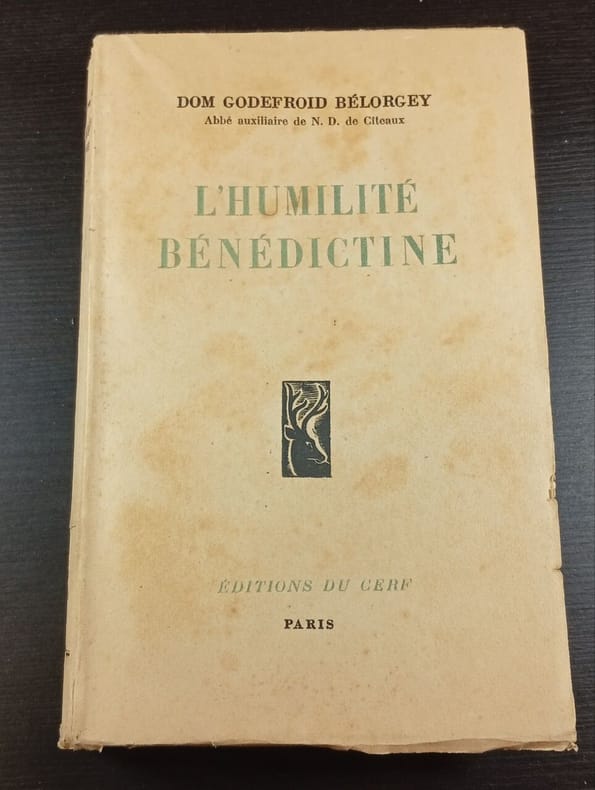 DOM GODEFROID BÉLORGEY
Abbé auxiliaire de N. D. de Cîteaux
L'HUMILITÉ
BÉNÉDICTINE
ÉDITIONS DU CERF
PARIS